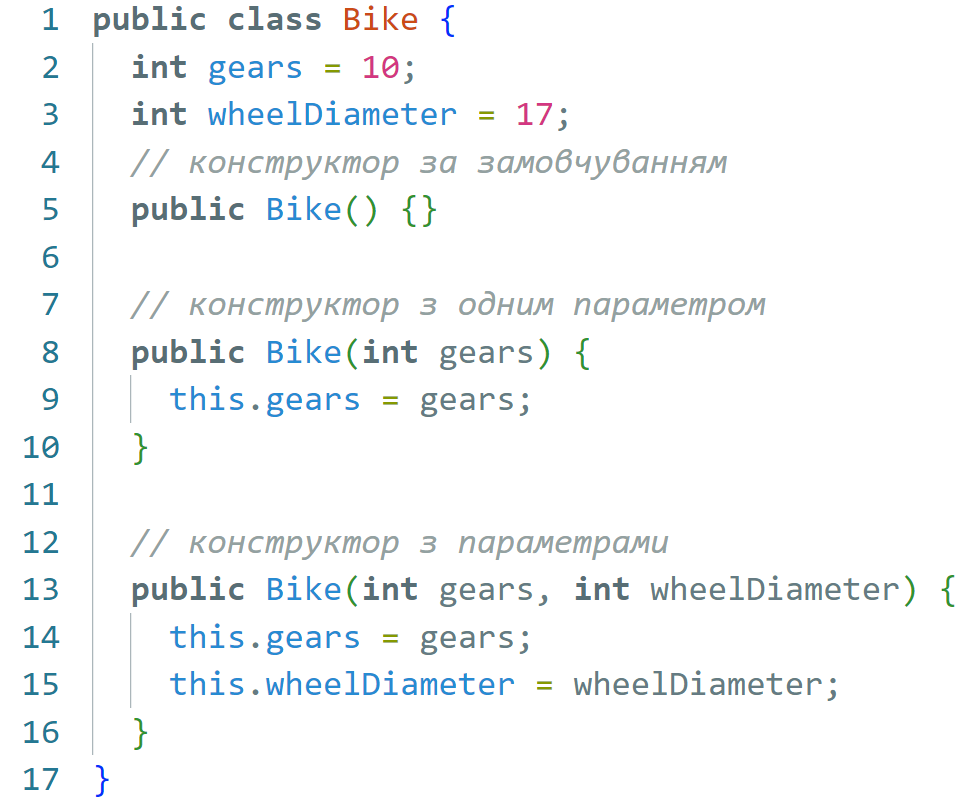 1 public class Bike {
2   int gears = 10;
3   int wheelDiameter = 17;
4   // конструктор за замовчуванням
5   public Bike() {}
6
7   // конструктор з одним параметром
8   public Bike(int gears) {
9     this.gears = gears;
10   }
11
12   // конструктор з параметрами
13   public Bike(int gears, int wheelDiameter) {
14     this.gears = gears;
15     this.wheelDiameter = wheelDiameter;
16   }
17 }